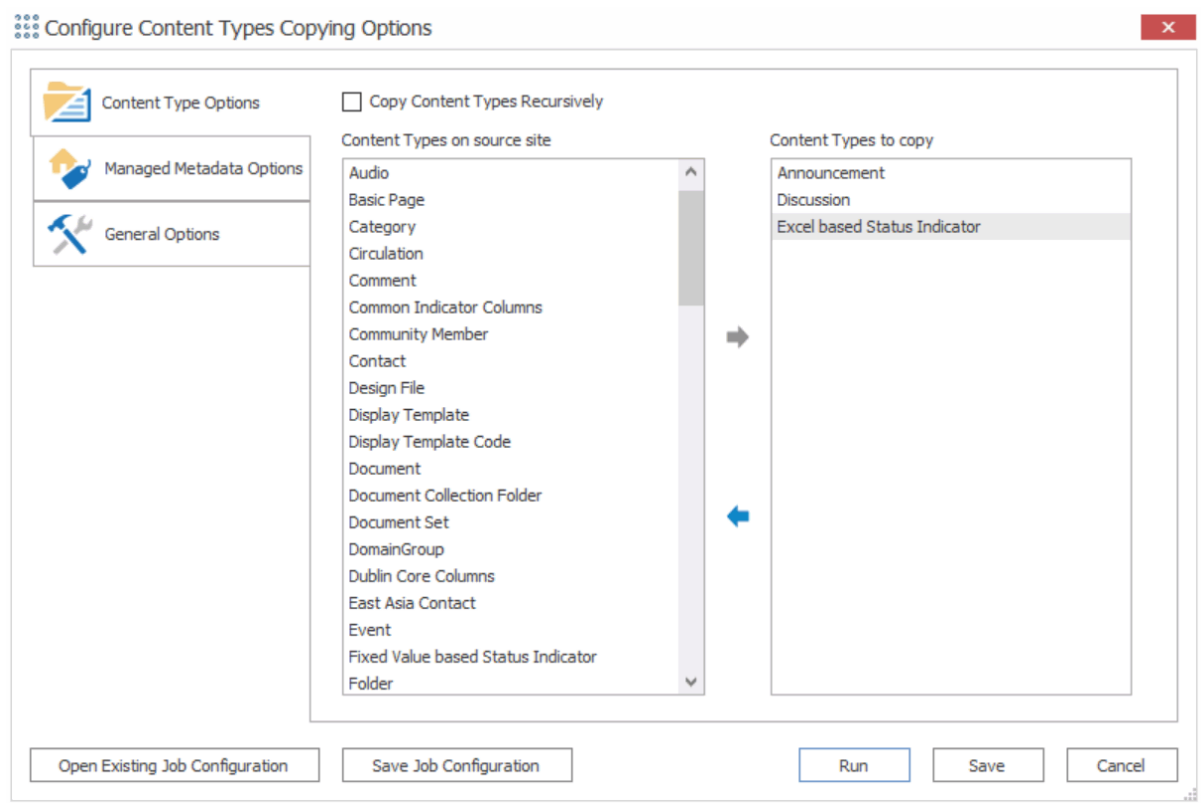 Configure Content Types Copying Options
Content Type Options
Managed Metadata Options
General Options
Copy Content Types Recursively
Content Types on source site
Audio
Basic Page
Category
Circulation
Comment
Common Indicator Columns
Community Member
Contact
Design File
Display Template
Display Template Code
Document
Document Collection Folder
Document Set
DomainGroup
Dublin Core Columns
East Asia Contact
Event
Fixed Value based Status Indicator
Folder
Content Types to copy
Announcement
Discussion
Excel based Status Indicator
Open Existing Job Configuration
Save Job Configuration
Run
Save
Cancel